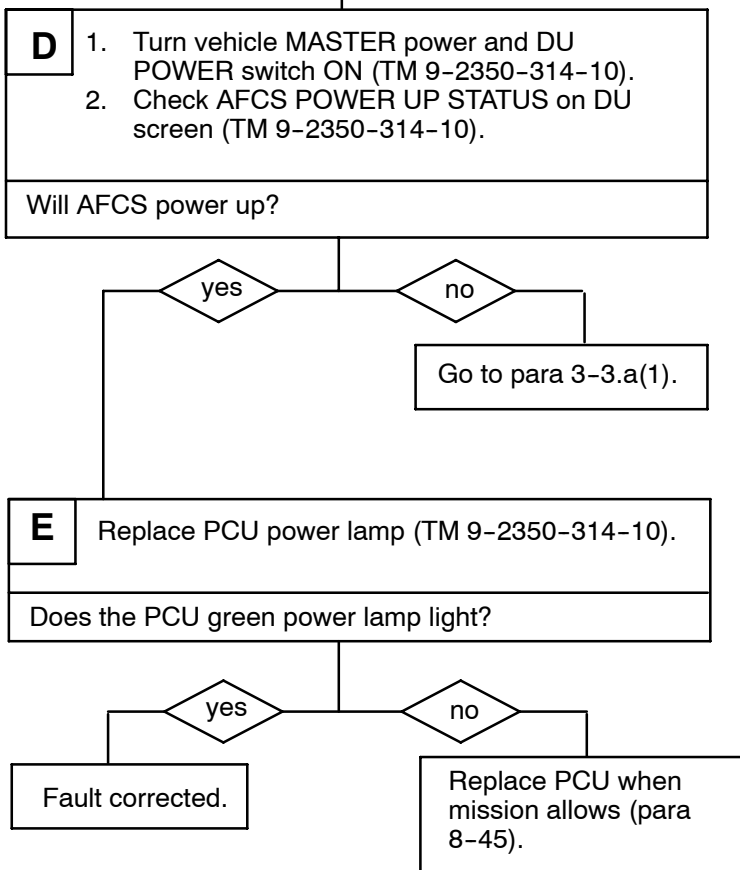 D
1. Turn vehicle MASTER power and DU
POWER switch ON (TM 9-2350-314-10).
2. Check AFCS POWER UP STATUS on DU
screen (TM 9-2350-314-10).
Will AFCS power up?
yes
no
Go to para 3-3.a(1).
E
Replace PCU power lamp (TM 9-2350-314-10).
Does the PCU green power lamp light?
yes
no
Fault corrected.
Replace PCU when
mission allows (para
8-45).